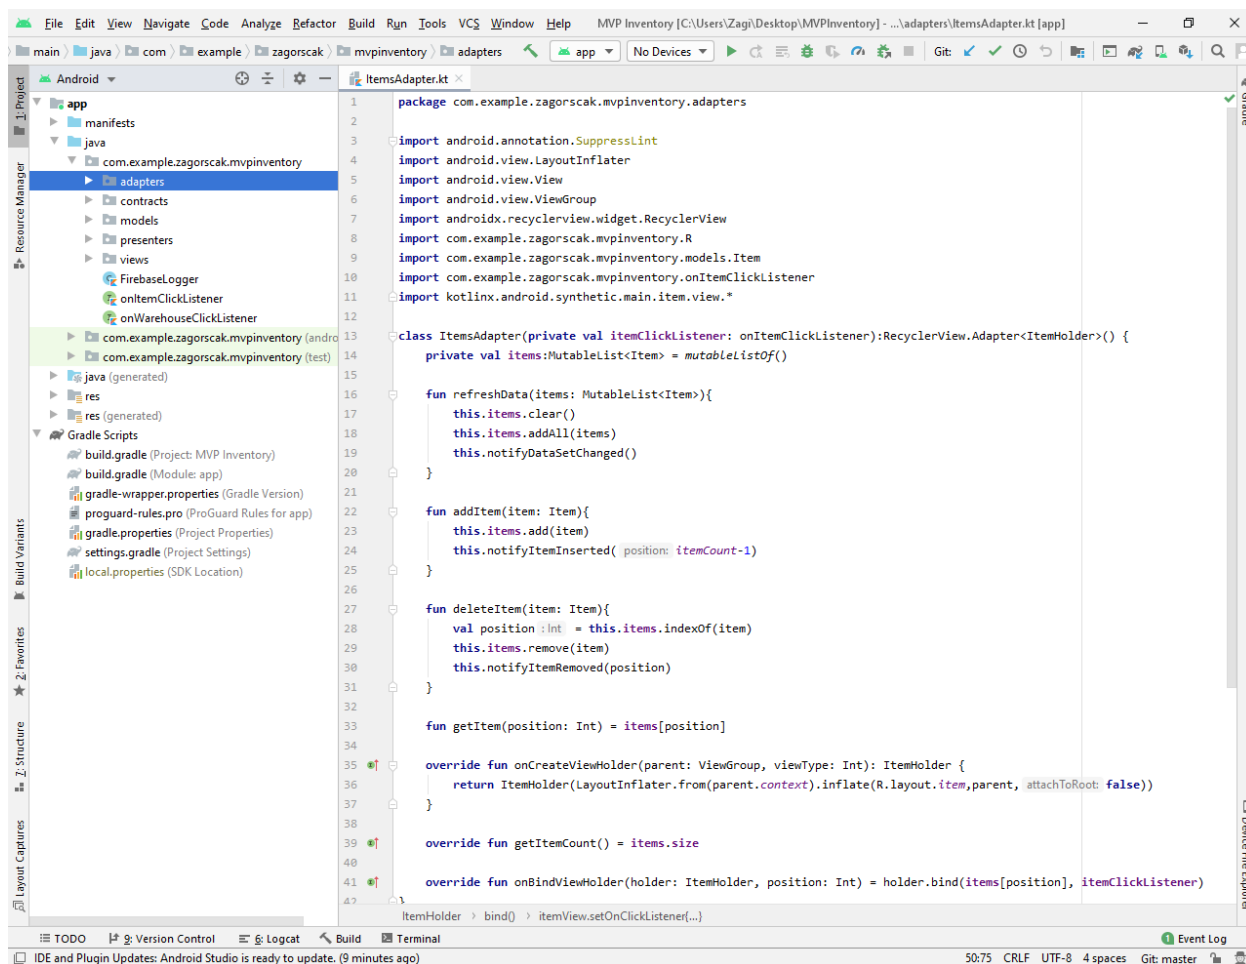 File Edit View Navigate Code Analyze Refactor Build Run Tools VCS Window Help MVP Inventory [C:\Users\Zagi\Desktop\MVPInventory] - ...\adapters\ItemsAdapter.kt [app]
main java com example zagorscak mvpinventory adapters app No Devices Git:
Android
ItemsAdapter.kt
1: Project
Resource Manager
Build Variants
2: Favorites
7: Structure
Layout Captures
app
manifests
java
com.example.zagorscak.mvpinventory
adapters
contracts
models
presenters
views
FirebaseLogger
onItemClickListener
onWarehouseClickListener
com.example.zagorscak.mvpinventory (andro
com.example.zagorscak.mvpinventory (test)
java (generated)
res
res (generated)
Gradle Scripts
build.gradle (Project: MVP Inventory)
build.gradle (Module: app)
gradle-wrapper.properties (Gradle Version)
proguard-rules.pro (ProGuard Rules for app)
gradle.properties (Project Properties)
settings.gradle (Project Settings)
local.properties (SDK Location)
1 package com.example.zagorscak.mvpinventory.adapters
2
3 import android.annotation.SuppressLint
4 import android.view.LayoutInflater
5 import android.view.View
6 import android.view.ViewGroup
7 import androidx.recyclerview.widget.RecyclerView
8 import com.example.zagorscak.mvpinventory.R
9 import com.example.zagorscak.mvpinventory.models.Item
10 import com.example.zagorscak.mvpinventory.onItemClickListener
11 import kotlinx.android.synthetic.main.item.view.*
12
13 class ItemsAdapter(private val itemClickListener: onItemClickListener):RecyclerView.Adapter<ItemHolder>() {
14 private val items:MutableList<Item> = mutableListOf()
15
16 fun refreshData(items: MutableList<Item>){
17 this.items.clear()
18 this.items.addAll(items)
19 this.notifyDataSetChanged()
20 }
21
22 fun addItem(item: Item){
23 this.items.add(item)
24 this.notifyItemInserted( position: itemCount-1)
25 }
26
27 fun deleteItem(item: Item){
28 val position : Int = this.items.indexOf(item)
29 this.items.remove(item)
30 this.notifyItemRemoved(position)
31 }
32
33 fun getItem(position: Int) = items[position]
34
35 override fun onCreateViewHolder(parent: ViewGroup, viewType: Int): ItemHolder {
36 return ItemHolder(LayoutInflater.from(parent.context).inflate(R.layout.item,parent, attachToRoot: false))
37 }
38
39 override fun getItemCount() = items.size
40
41 override fun onBindViewHolder(holder: ItemHolder, position: Int) = holder.bind(items[position], itemClickListener)
42 }
ItemHolder bind() itemView.setOnClickListener{...}
Gradle
Device File Explorer
TODO 9: Version Control 6: Logcat Build Terminal 1 Event Log
IDE and Plugin Updates: Android Studio is ready to update. (9 minutes ago) 50:75 CRLF UTF-8 4 spaces Git: master